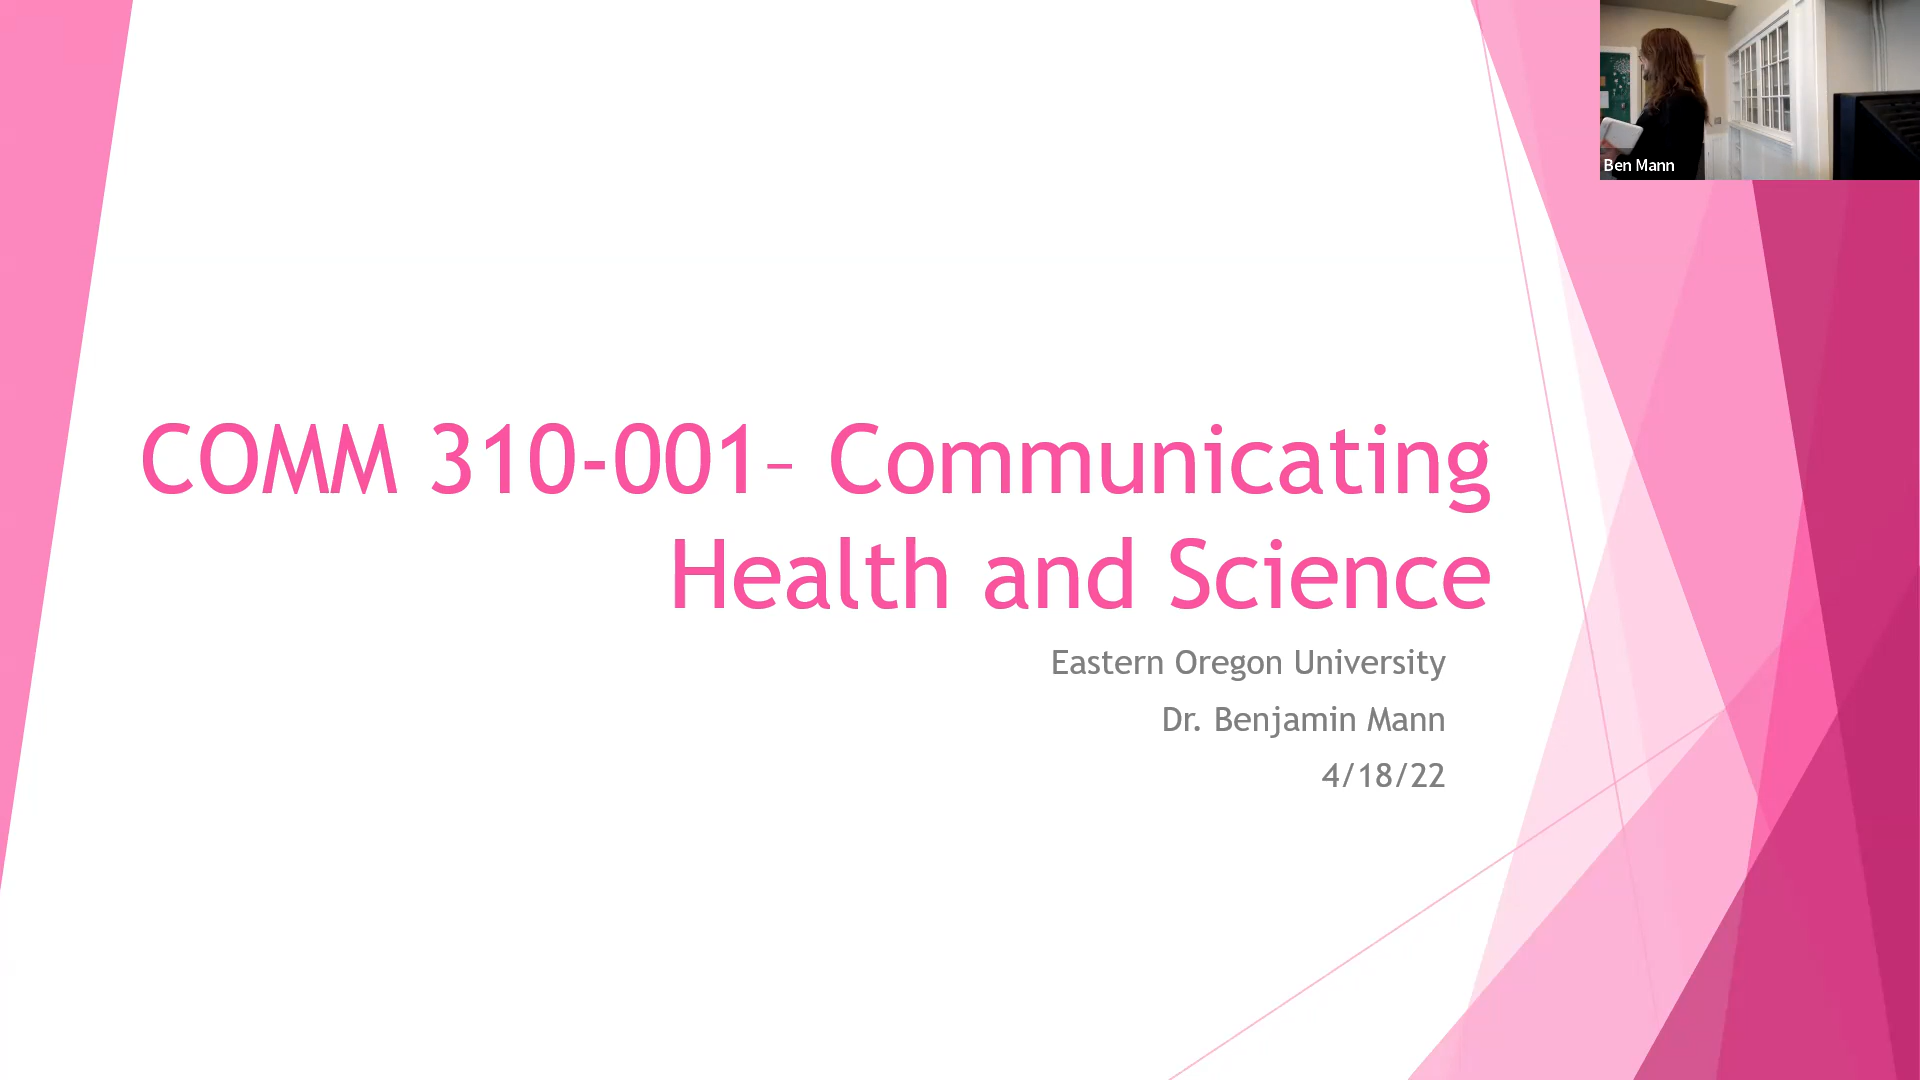 COMM 310-001– Communicating
Health and Science
Eastern Oregon University
Dr. Benjamin Mann
4/18/22
Ben Mann